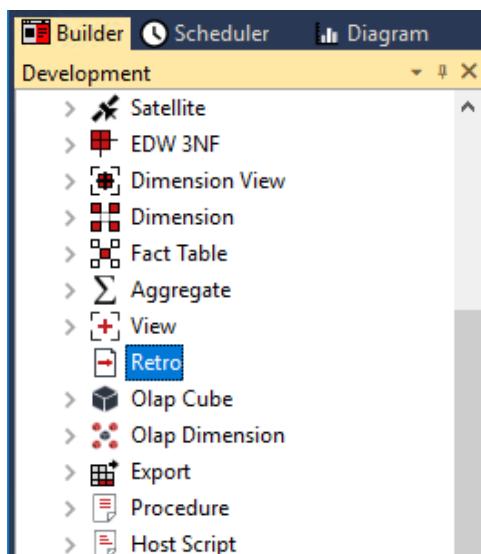 Builder Scheduler Diagram
Development
Satellite
EDW 3NF
Dimension View
Dimension
Fact Table
Aggregate
View
Retro
Olap Cube
Olap Dimension
Export
Procedure
Host Script